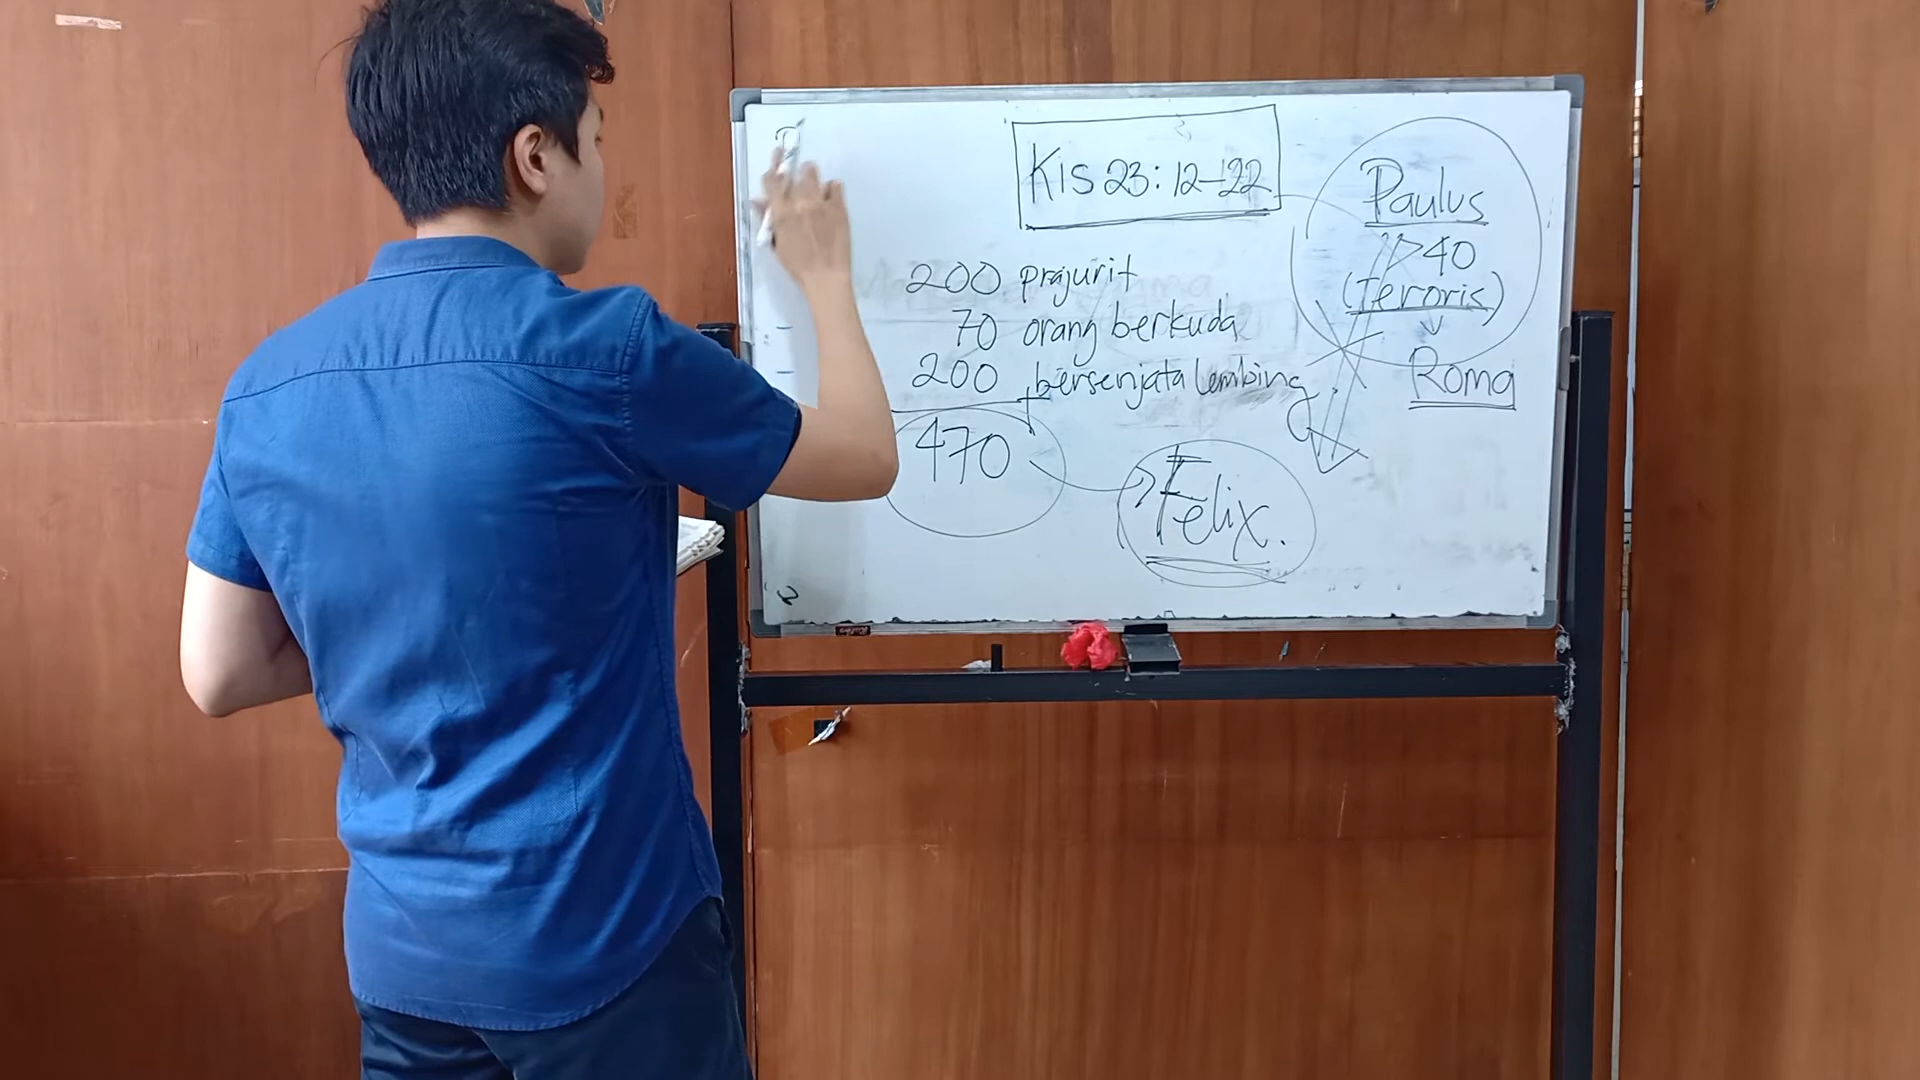 Kis 23: 12-22
Paulus
>40
(Teroris)
Roma
200 prajurit
70 orang berkuda
200 bersenjata lembing
470
Felix.